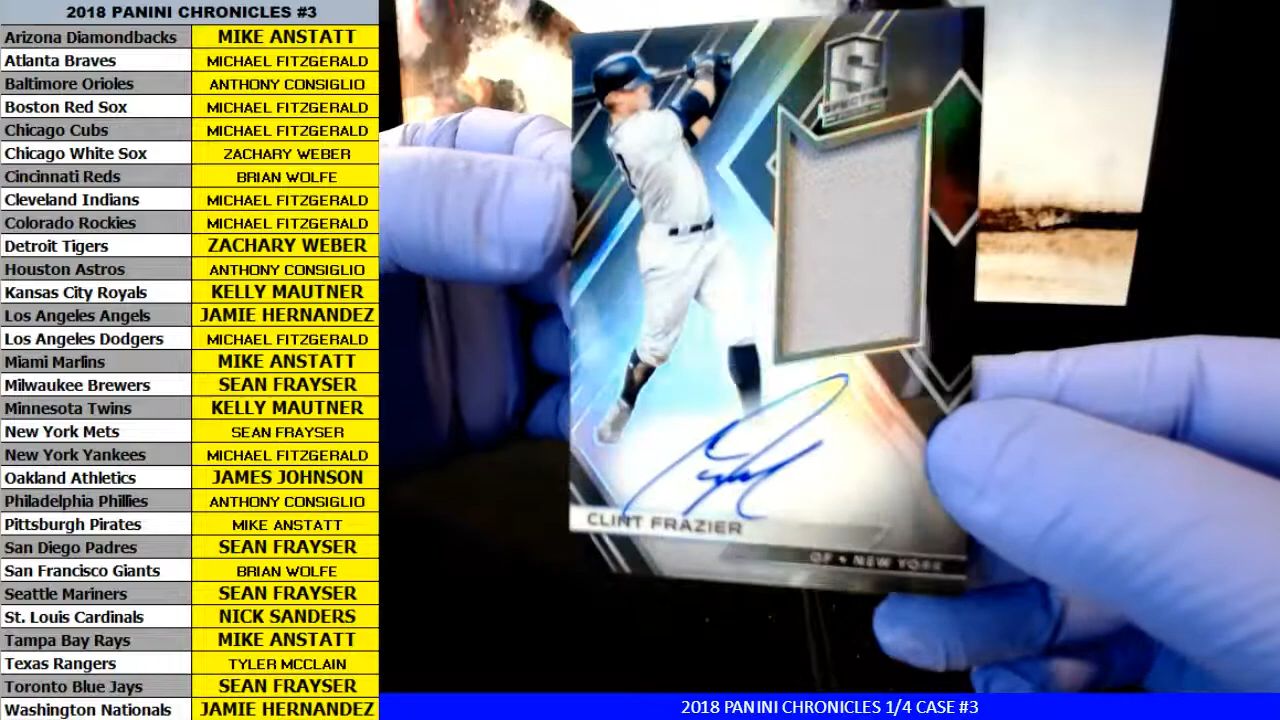 2018 PANINI CHRONICLES #3
Arizona Diamondbacks MIKE ANSTATT
Atlanta Braves MICHAEL FITZGERALD
Baltimore Orioles ANTHONY CONSIGLIO
Boston Red Sox MICHAEL FITZGERALD
Chicago Cubs MICHAEL FITZGERALD
Chicago White Sox ZACHARY WEBER
Cincinnati Reds BRIAN WOLFE
Cleveland Indians MICHAEL FITZGERALD
Colorado Rockies MICHAEL FITZGERALD
Detroit Tigers ZACHARY WEBER
Houston Astros ANTHONY CONSIGLIO
Kansas City Royals KELLY MAUTNER
Los Angeles Angels JAMIE HERNANDEZ
Los Angeles Dodgers MICHAEL FITZGERALD
Miami Marlins MIKE ANSTATT
Milwaukee Brewers SEAN FRAYSER
Minnesota Twins KELLY MAUTNER
New York Mets SEAN FRAYSER
New York Yankees MICHAEL FITZGERALD
Oakland Athletics JAMES JOHNSON
Philadelphia Phillies ANTHONY CONSIGLIO
Pittsburgh Pirates MIKE ANSTATT
San Diego Padres SEAN FRAYSER
San Francisco Giants BRIAN WOLFE
Seattle Mariners SEAN FRAYSER
St. Louis Cardinals NICK SANDERS
Tampa Bay Rays MIKE ANSTATT
Texas Rangers TYLER MCCLAIN
Toronto Blue Jays SEAN FRAYSER
Washington Nationals JAMIE HERNANDEZ
S
CLINT FRAZIER
OF • NEW YORK
2018 PANINI CHRONICLES 1/4 CASE #3